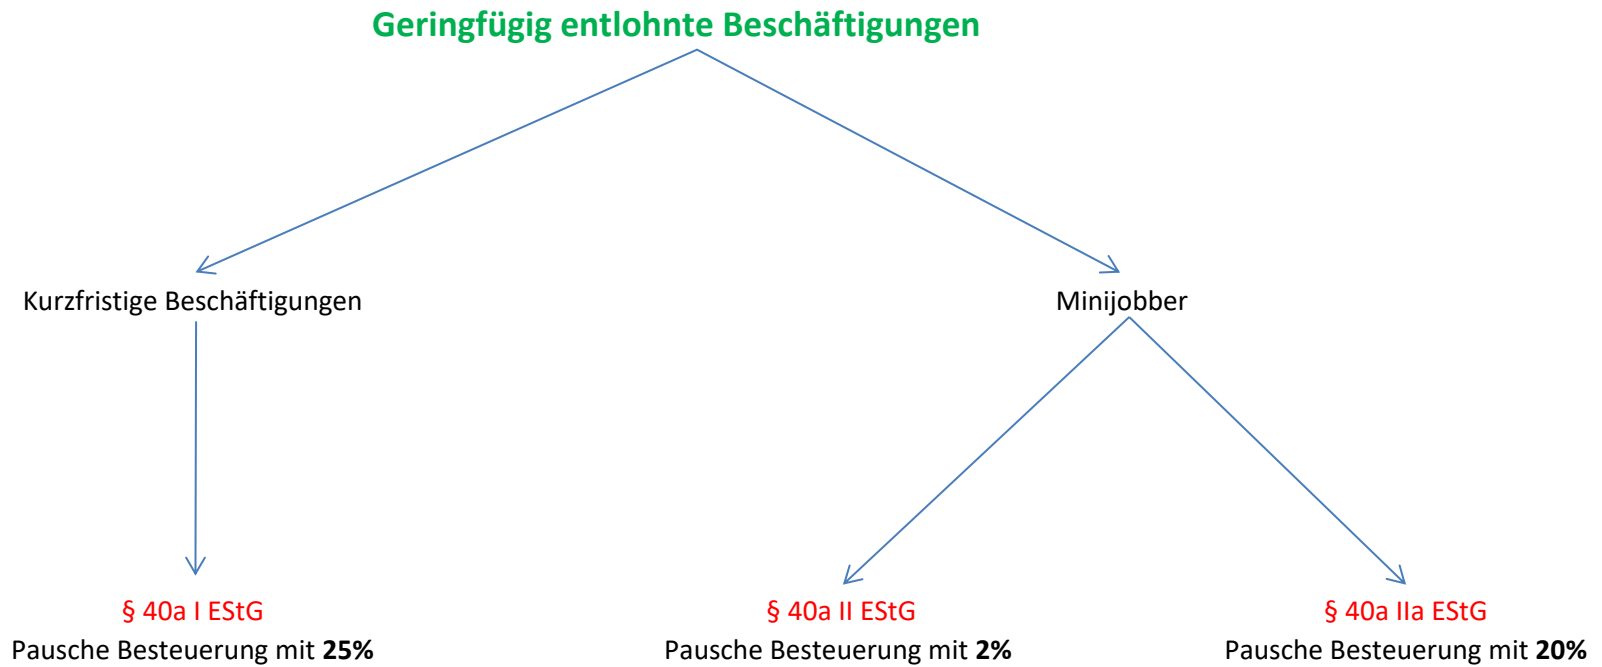 Geringfügig entlohnte Beschäftigungen
Kurzfristige Beschäftigungen
Minijobber
§ 40a I EStG
Pausche Besteuerung mit 25%
§ 40a II EStG
Pausche Besteuerung mit 2%
§ 40a IIa EStG
Pausche Besteuerung mit 20%